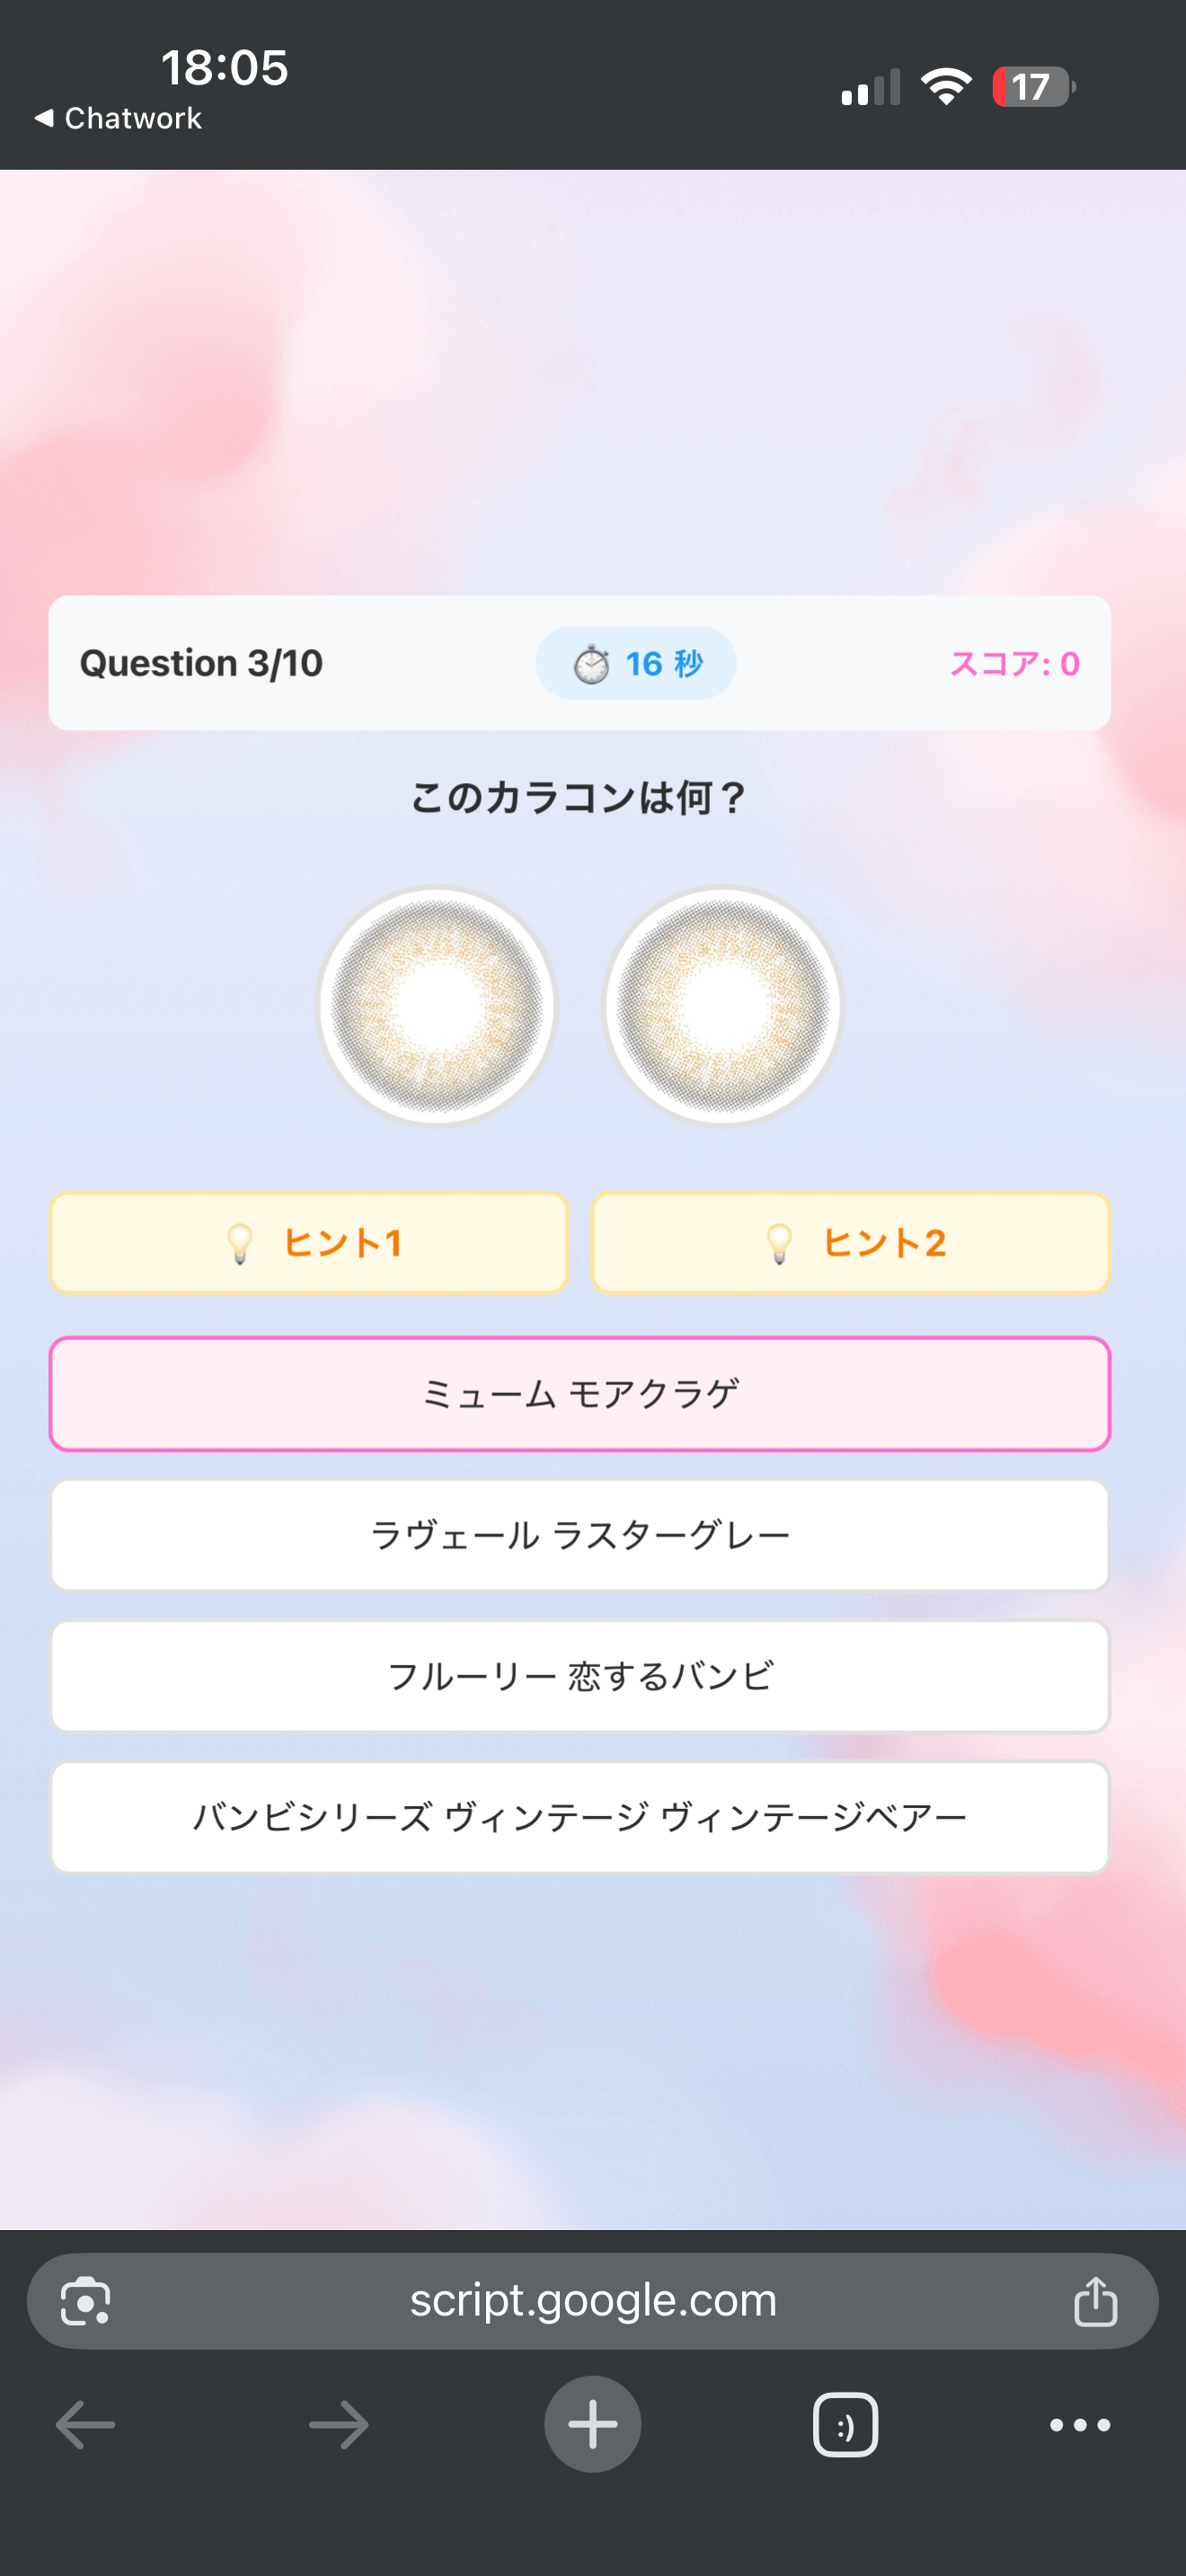 18:05
17
◀ Chatwork
Question 3/10
16 秒
スコア: 0
このカラコンは何？
ヒント1
ヒント2
ミューム モアクラゲ
ラヴェール ラスターグレー
フルーリー 恋するバンビ
バンビシリーズ ヴィンテージ ヴィンテージベアー
script.google.com
:)